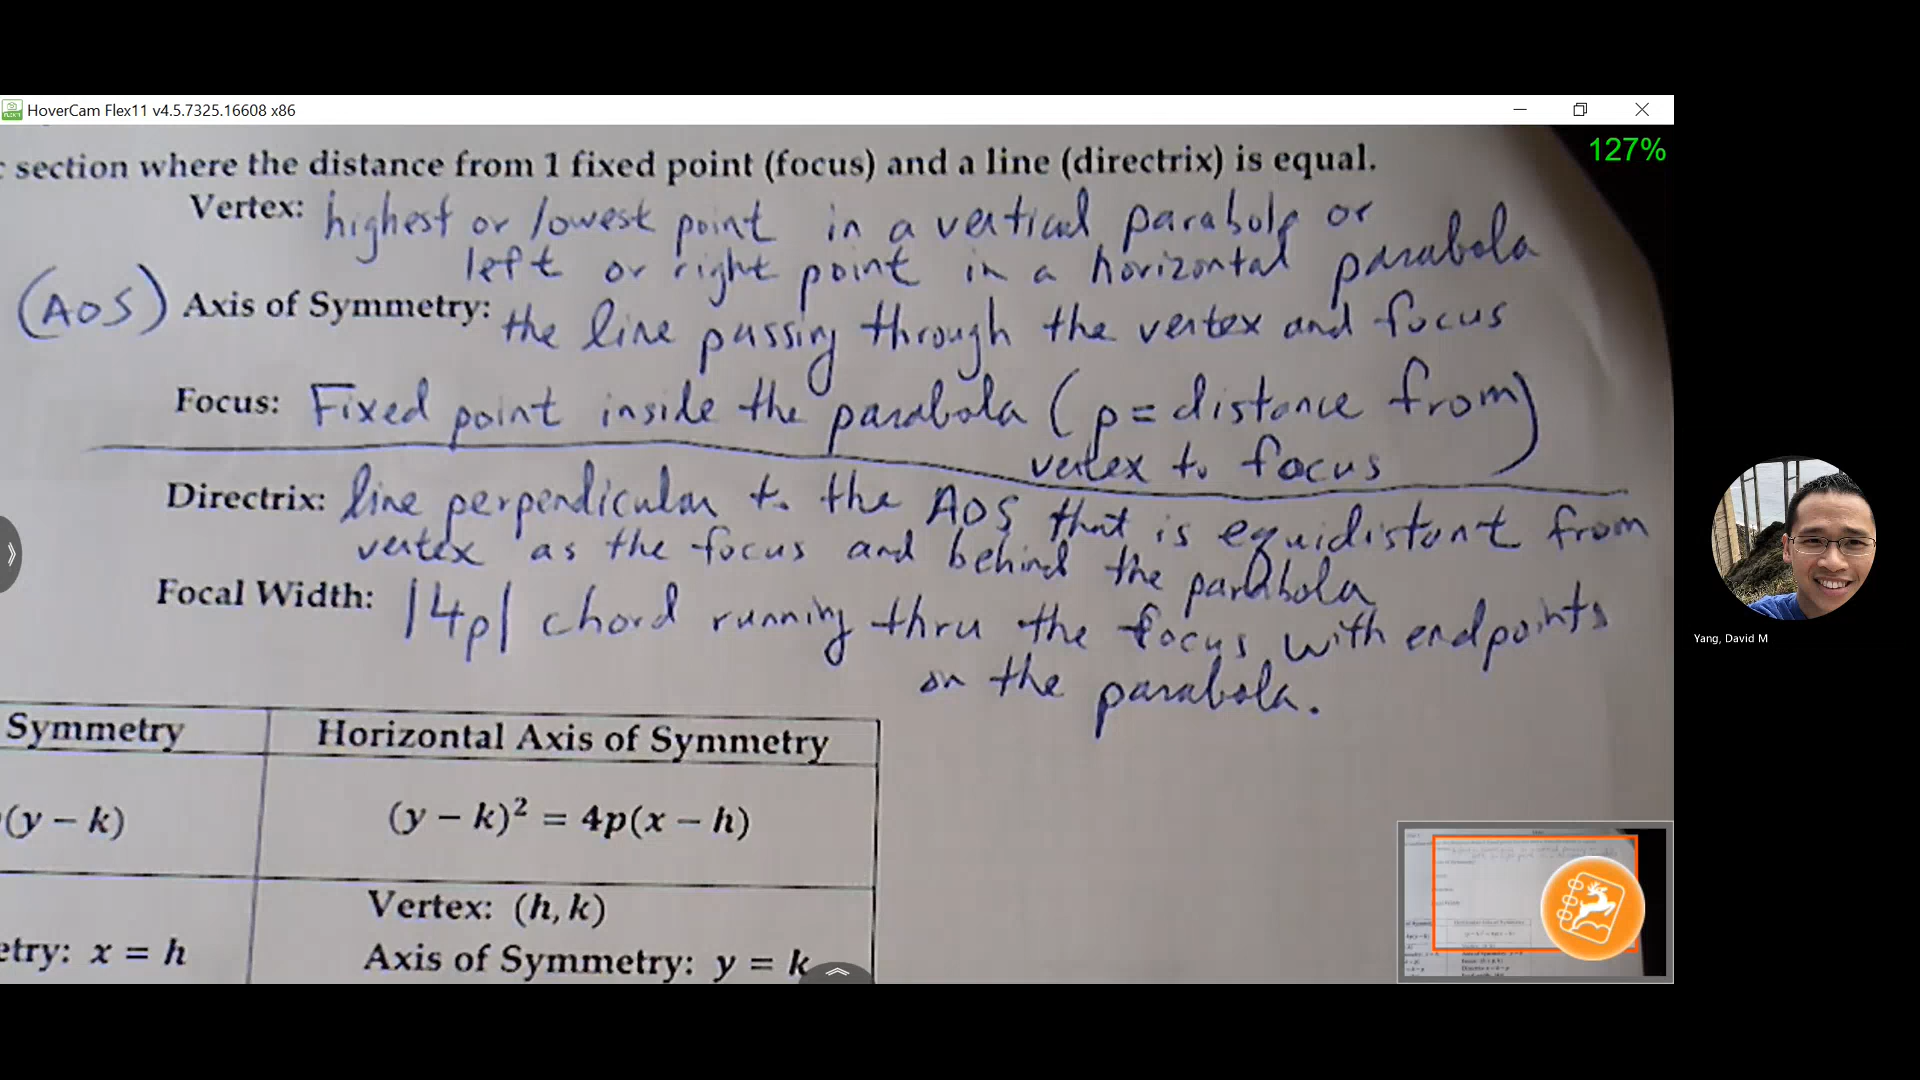 HoverCam Flex11 v4.5.7325.16608 x86
127%
section where the distance from 1 fixed point (focus) and a line (directrix) is equal.
Vertex: highest or lowest point in a vertical parabola or
left or right point in a horizontal parabola
(AOS) Axis of Symmetry: the line passing through the vertex and focus
Focus: Fixed point inside the parabola (p = distance from
vertex to focus)
Directrix: line perpendicular to the AOS that is equidistant from
vertex as the focus and behind the parabola
Focal Width: |4p| chord running thru the focus with endpoints
on the parabola.
Symmetry
Horizontal Axis of Symmetry
(y − k)
(y − k)² = 4p(x − h)
Vertex: (h, k)
etry: x = h
Axis of Symmetry: y = k
Yang, David M